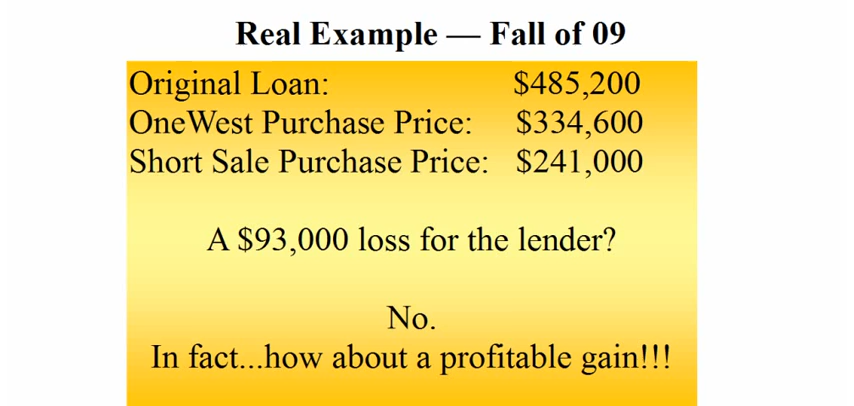 Real Example — Fall of 09
Original Loan: $485,200
OneWest Purchase Price: $334,600
Short Sale Purchase Price: $241,000
A $93,000 loss for the lender?
No.
In fact...how about a profitable gain!!!